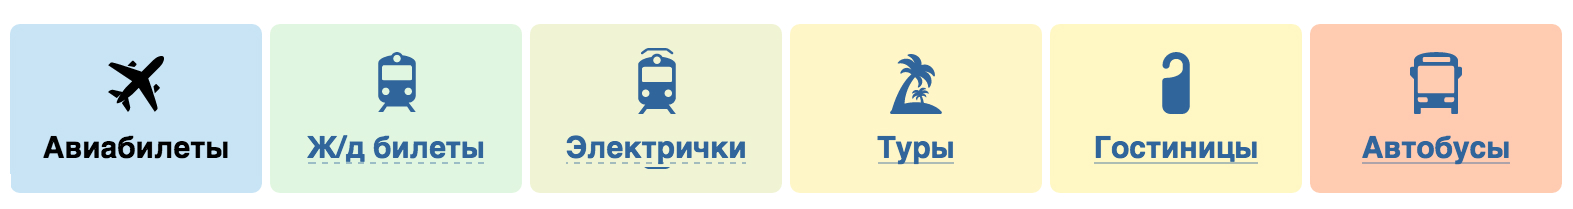 Авиабилеты
Ж/д билеты
Электрички
Туры
Гостиницы
Автобусы